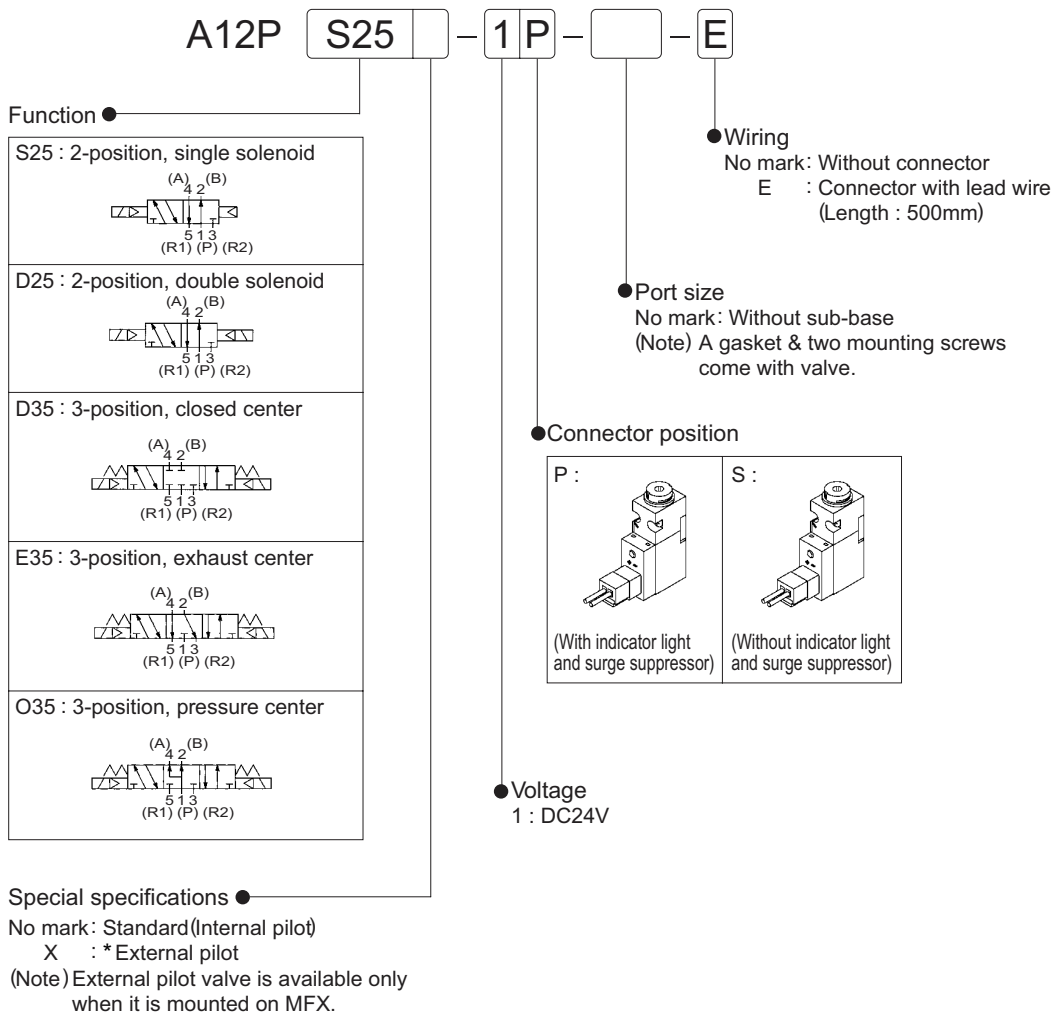 A12P S25 – 1 P – – E
Function
S25 : 2-position, single solenoid
(A) (B)
4 2
5 1 3
(R1) (P) (R2)
D25 : 2-position, double solenoid
(A) (B)
4 2
5 1 3
(R1) (P) (R2)
D35 : 3-position, closed center
(A) (B)
4 2
5 1 3
(R1) (P) (R2)
E35 : 3-position, exhaust center
(A) (B)
4 2
5 1 3
(R1) (P) (R2)
O35 : 3-position, pressure center
(A) (B)
4 2
5 1 3
(R1) (P) (R2)
Special specifications
No mark : Standard(Internal pilot)
X : * External pilot
(Note) External pilot valve is available only
when it is mounted on MFX.
Wiring
No mark : Without connector
E : Connector with lead wire
(Length : 500mm)
Port size
No mark : Without sub-base
(Note) A gasket & two mounting screws
come with valve.
Connector position
P :
(With indicator light
and surge suppressor)
S :
(Without indicator light
and surge suppressor)
Voltage
1 : DC24V